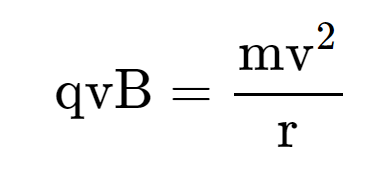 qvB = mv²/r